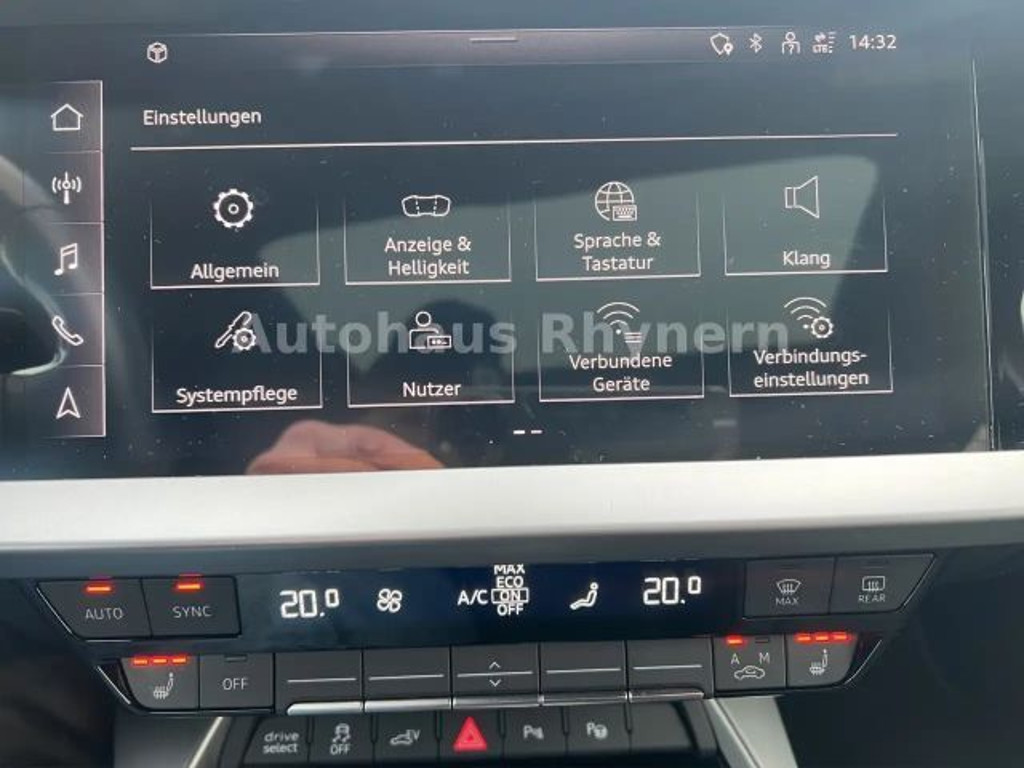 14:32
LTE
Einstellungen
Allgemein
Anzeige &
Helligkeit
Sprache &
Tastatur
Klang
Autohaus Rhynern
Systempflege
Nutzer
Verbundene
Geräte
Verbindungs-
einstellungen
AUTO
SYNC
20.0
A/C
MAX
ECO
ON
OFF
20.0
MAX
REAR
OFF
A
M
drive
select
OFF